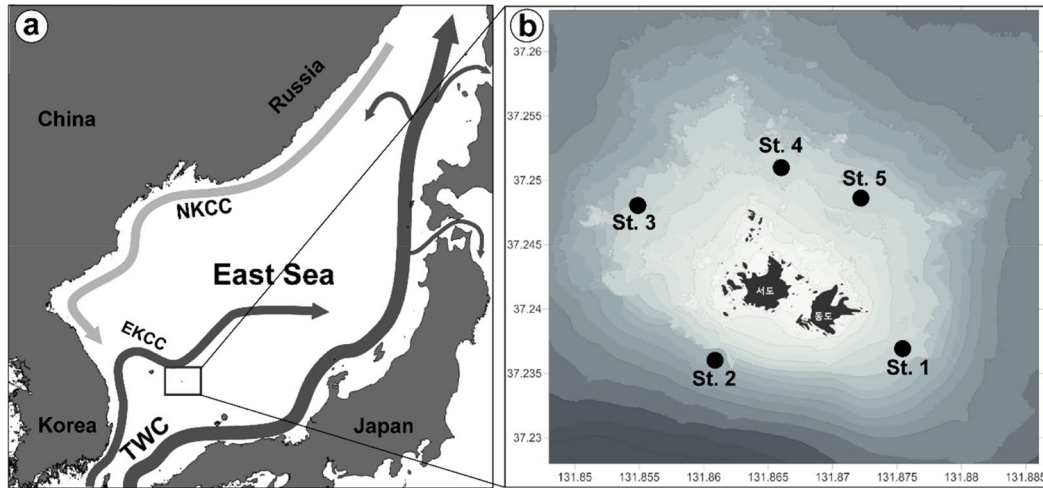 a
China
Russia
NKCC
East Sea
EKCC
Korea
TWC
Japan
b
37.26
37.255
37.25
37.245
37.24
37.235
37.23
St. 4
St. 5
St. 3
서도
동도
St. 2
St. 1
131.85
131.855
131.86
131.865
131.87
131.875
131.88
131.885